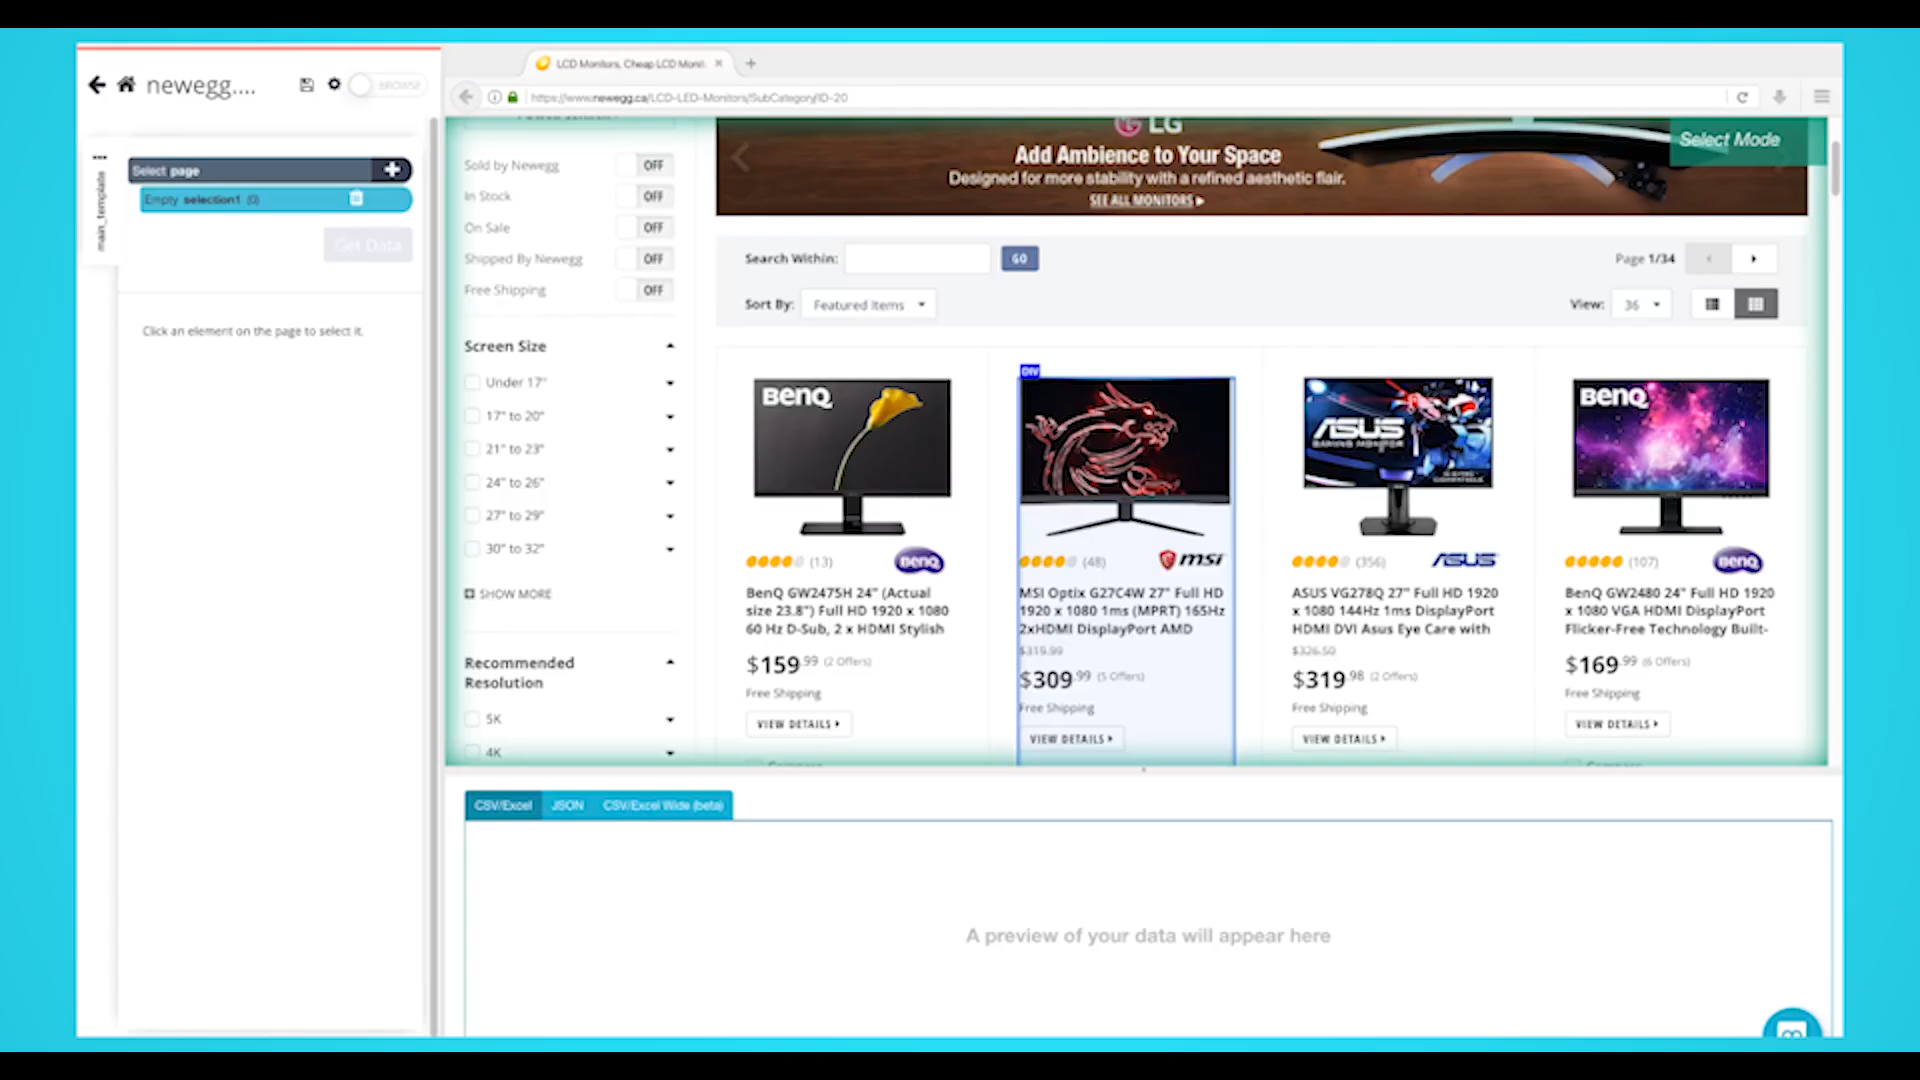 newegg....
BROWSE
main_template
Select page
Empty selection1 (0)
Get Data
Click an element on the page to select it.
LCD Monitors, Cheap LCD Monit
https://www.newegg.ca/LCD-LED-Monitors/SubCategory/ID-20
Select Mode
LG
Add Ambience to Your Space
Designed for more stability with a refined aesthetic flair.
SEE ALL MONITORS
Sold by Newegg OFF
In Stock OFF
On Sale OFF
Shipped By Newegg OFF
Free Shipping OFF
Screen Size
Under 17"
17" to 20"
21" to 23"
24" to 26"
27" to 29"
30" to 32"
SHOW MORE
Recommended
Resolution
5K
4K
Search Within:
GO
Page 1/34
Sort By: Featured Items
View: 36
BenQ
(13)
BenQ
BenQ GW2475H 24" (Actual
size 23.8") Full HD 1920 x 1080
60 Hz D-Sub, 2 x HDMI Stylish
$159.99 (2 Offers)
Free Shipping
VIEW DETAILS
DIV
(48)
msi
MSI Optix G27C4W 27" Full HD
1920 x 1080 1ms (MPRT) 165Hz
2xHDMI DisplayPort AMD
$319.99
$309.99 (5 Offers)
Free Shipping
VIEW DETAILS
ASUS
GAMING MONITOR
(356)
ASUS
ASUS VG278Q 27" Full HD 1920
x 1080 144Hz 1ms DisplayPort
HDMI DVI Asus Eye Care with
$326.50
$319.98 (2 Offers)
Free Shipping
VIEW DETAILS
BenQ
(107)
BenQ
BenQ GW2480 24" Full HD 1920
x 1080 VGA HDMI DisplayPort
Flicker-Free Technology Built-
$169.99 (6 Offers)
Free Shipping
VIEW DETAILS
CSV/Excel
JSON
CSV/Excel Wide (beta)
A preview of your data will appear here